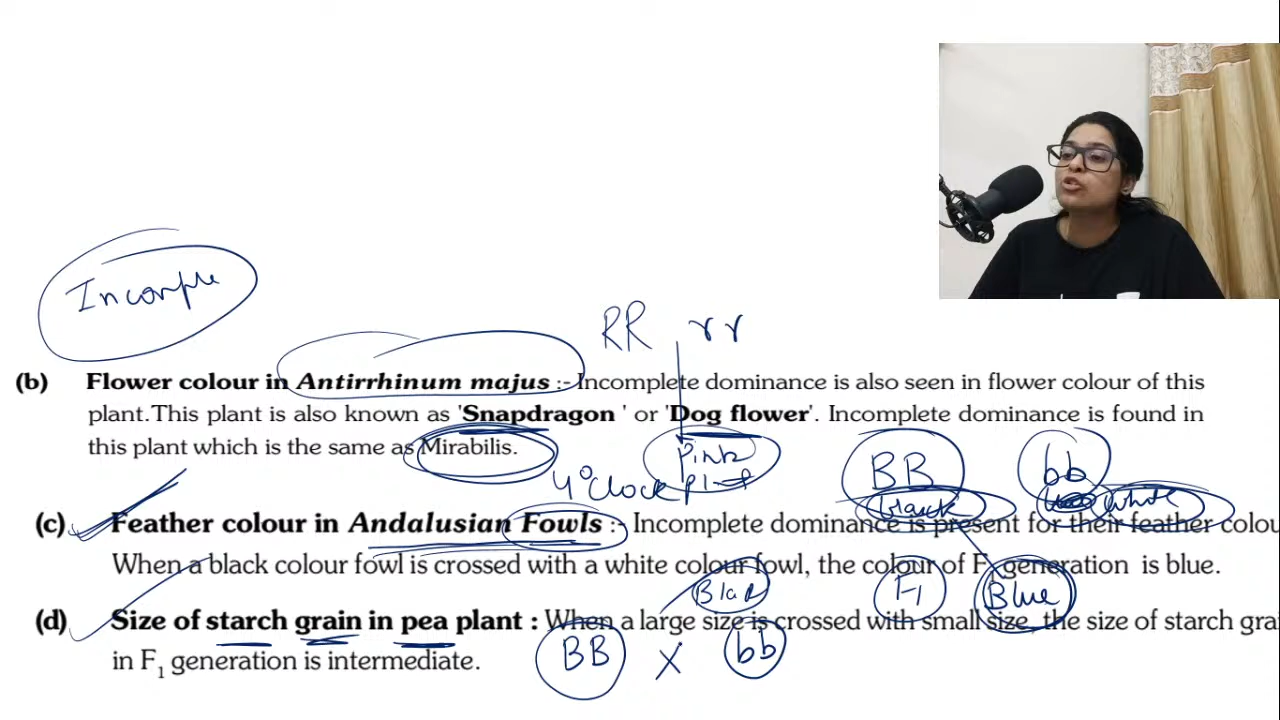 Incomple
RR rr
(b) Flower colour in Antirrhinum majus :- Incomplete dominance is also seen in flower colour of this
plant.This plant is also known as 'Snapdragon ' or 'Dog flower'. Incomplete dominance is found in
this plant which is the same as Mirabilis.
Pink
4°clock
BB bb
black white
(c) Feather colour in Andalusian Fowls :- Incomplete dominance is present for their feather colou
When a black colour fowl is crossed with a white colour fowl, the colour of F1 generation is blue.
F1 Blue
(d) Size of starch grain in pea plant : When a large size is crossed with small size, the size of starch gra
in F1 generation is intermediate.
BB X bb